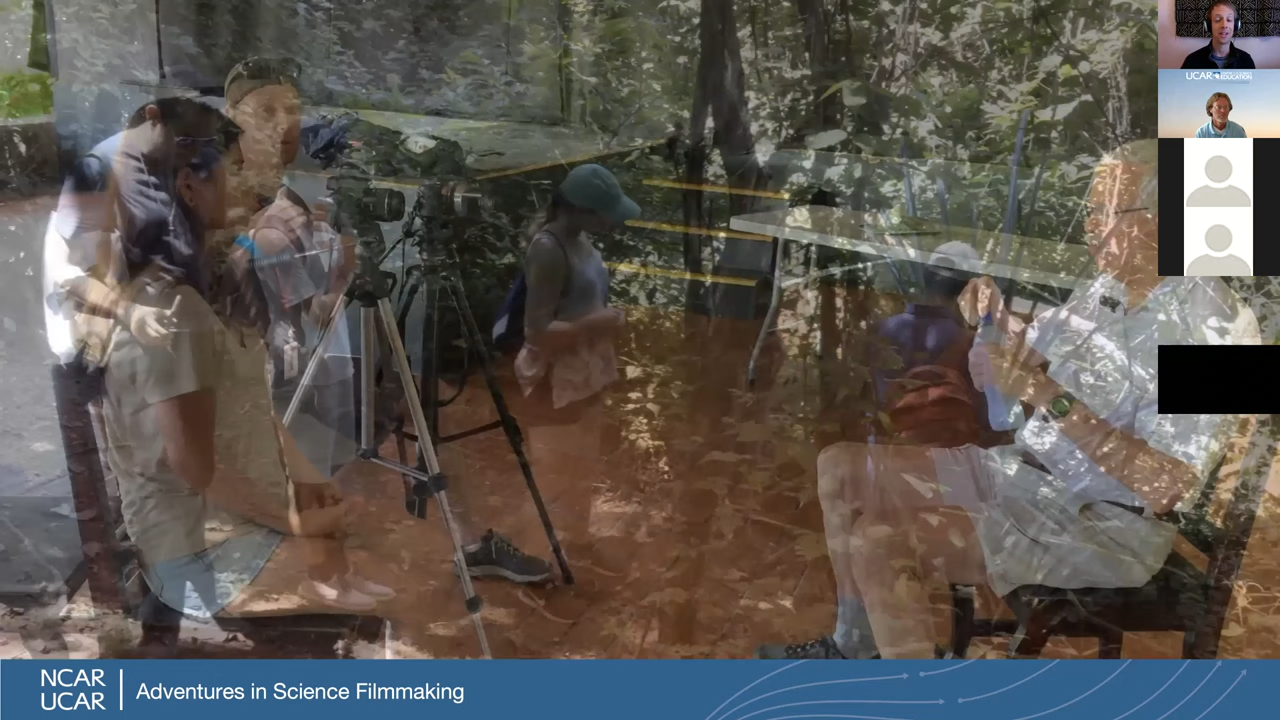 UCAR
EDUCATION
NCAR
UCAR
Adventures in Science Filmmaking